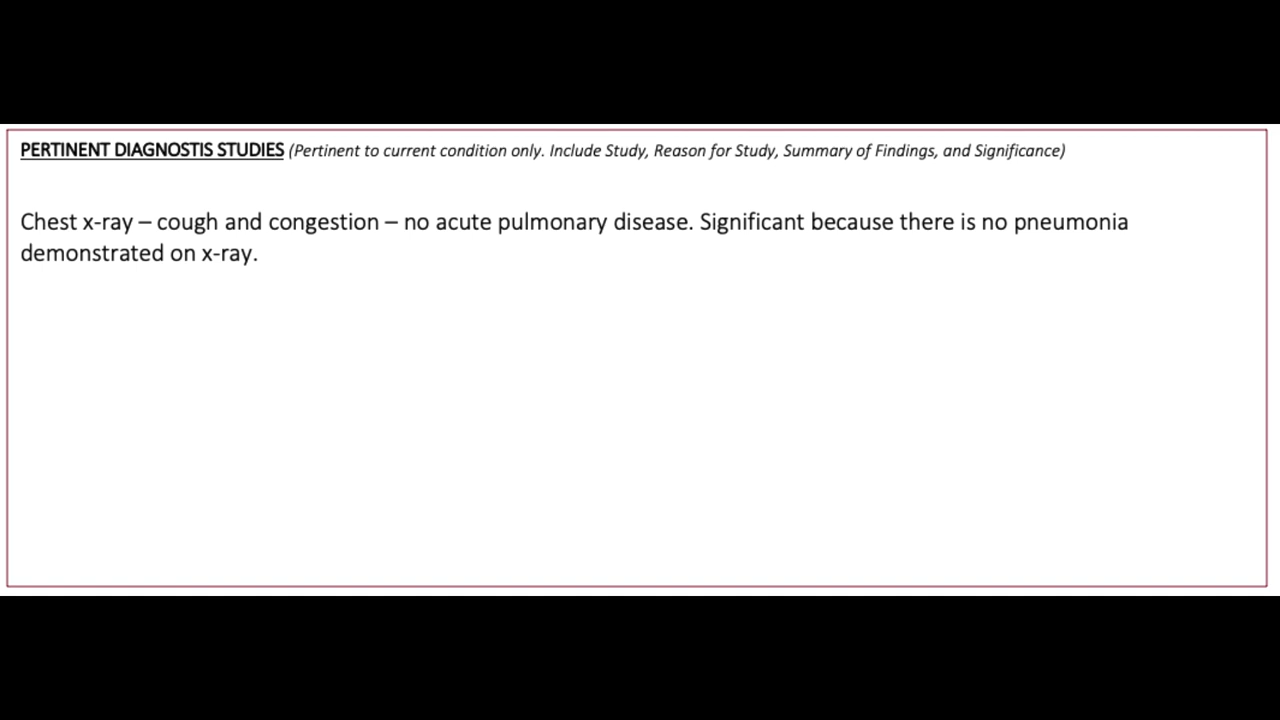 PERTINENT DIAGNOSTIS STUDIES (Pertinent to current condition only. Include Study, Reason for Study, Summary of Findings, and Significance)
Chest x-ray – cough and congestion – no acute pulmonary disease. Significant because there is no pneumonia
demonstrated on x-ray.